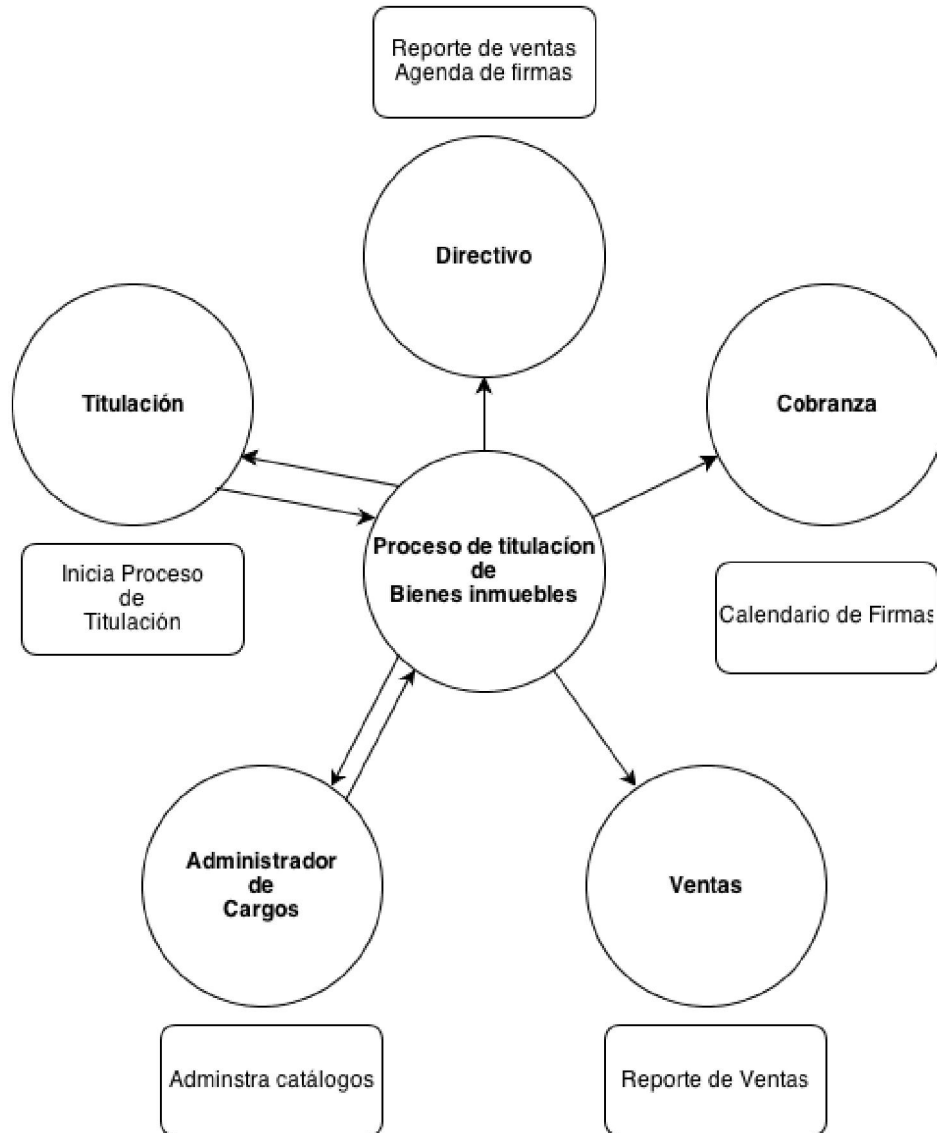 Reporte de ventas
Agenda de firmas
Directivo
Titulación
Cobranza
Proceso de titulacíon
de
Bienes inmuebles
Inicia Proceso
de
Titulación
Calendario de Firmas
Administrador
de
Cargos
Ventas
Adminstra catálogos
Reporte de Ventas